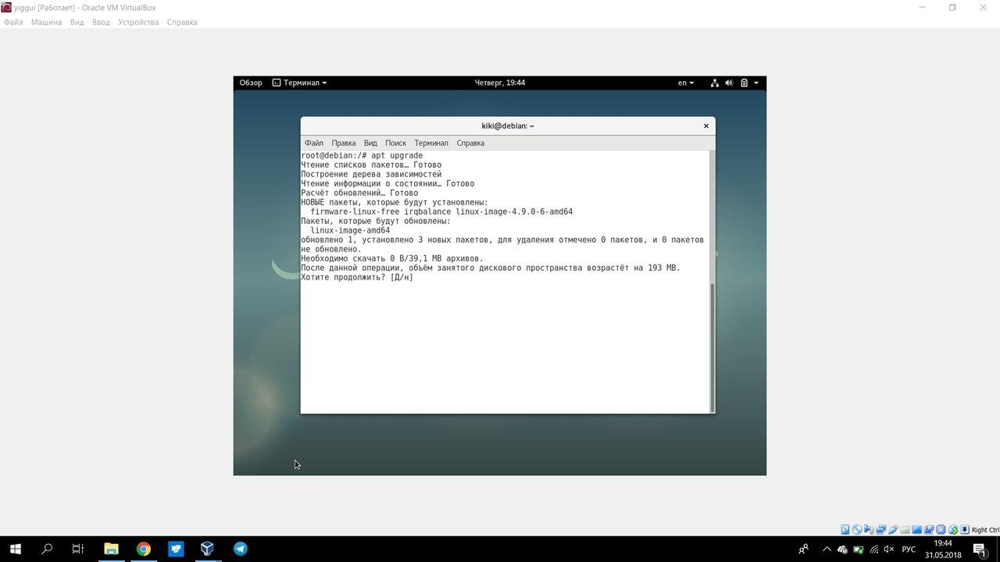 yiggui [Работает] - Oracle VM VirtualBox
Файл Машина Вид Ввод Устройства Справка
Обзор Терминал Четверг, 19:44 en
kiki@debian: ~
Файл Правка Вид Поиск Терминал Справка
root@debian:/# apt upgrade
Чтение списков пакетов… Готово
Построение дерева зависимостей
Чтение информации о состоянии… Готово
Расчёт обновлений… Готово
НОВЫЕ пакеты, которые будут установлены:
firmware-linux-free irqbalance linux-image-4.9.0-6-amd64
Пакеты, которые будут обновлены:
linux-image-amd64
обновлено 1, установлено 3 новых пакетов, для удаления отмечено 0 пакетов, и 0 пакетов
не обновлено.
Необходимо скачать 0 B/39,1 MB архивов.
После данной операции, объём занятого дискового пространства возрастёт на 193 MB.
Хотите продолжить? [Д/н]
Right Ctrl
РУС 19:44
31.05.2018
1